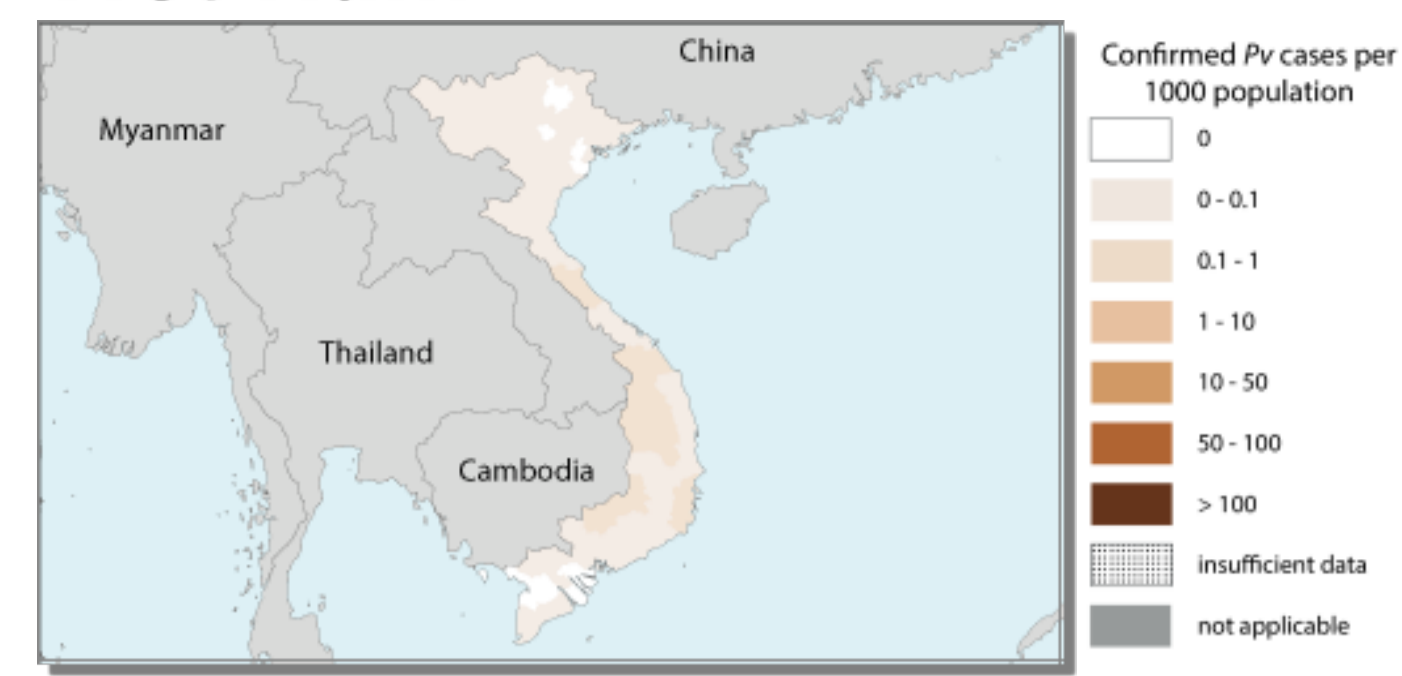 China
Myanmar
Thailand
Cambodia
Confirmed Pv cases per
1000 population
0
0 - 0.1
0.1 - 1
1 - 10
10 - 50
50 - 100
> 100
insufficient data
not applicable